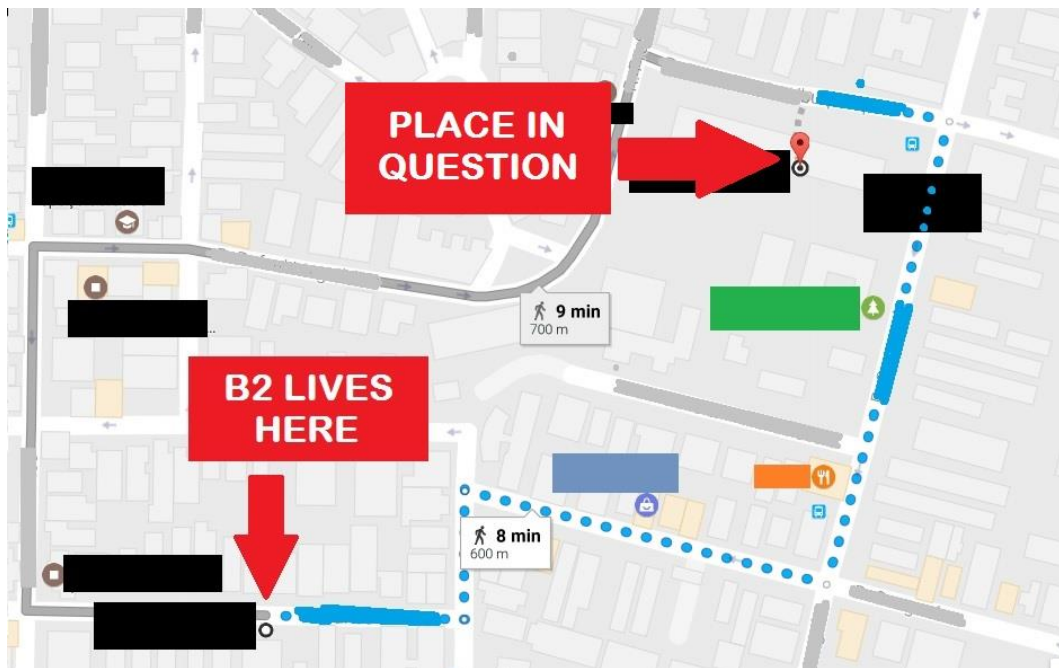 PLACE IN
QUESTION
9 min
700 m
B2 LIVES
HERE
8 min
600 m